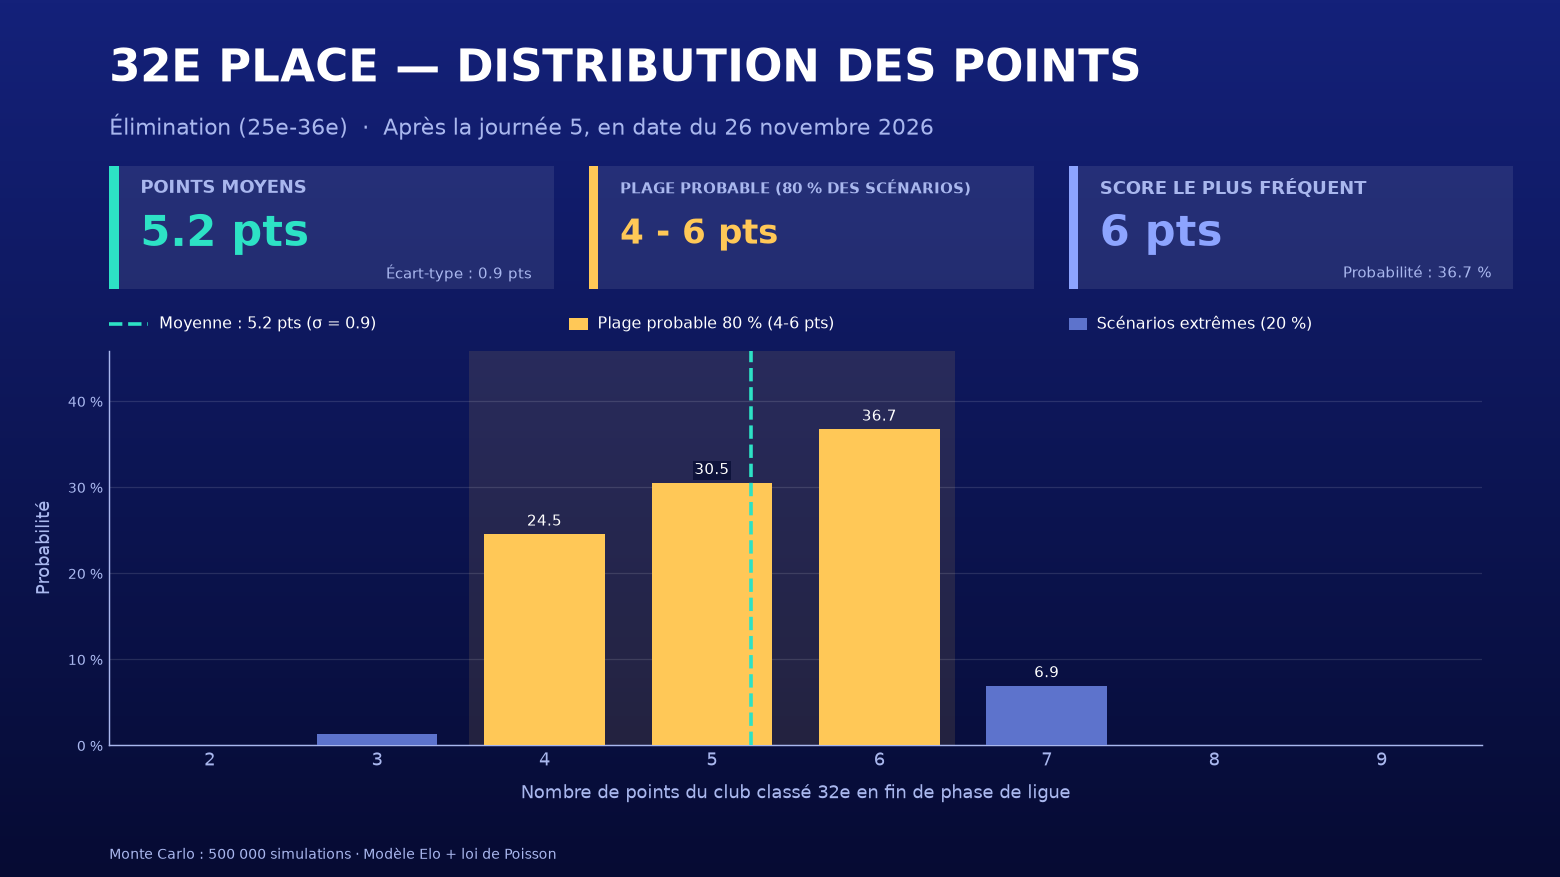 32E PLACE — DISTRIBUTION DES POINTS
Élimination (25e-36e) · Après la journée 5, en date du 26 novembre 2026
POINTS MOYENS
5.2 pts
Écart-type : 0.9 pts
PLAGE PROBABLE (80 % DES SCÉNARIOS)
4 - 6 pts
SCORE LE PLUS FRÉQUENT
6 pts
Probabilité : 36.7 %
Moyenne : 5.2 pts (σ = 0.9)
Plage probable 80 % (4-6 pts)
Scénarios extrêmes (20 %)
Probabilité
40 %
30 %
20 %
10 %
0 %
24.5
30.5
36.7
6.9
2 3 4 5 6 7 8 9
Nombre de points du club classé 32e en fin de phase de ligue
Monte Carlo : 500 000 simulations · Modèle Elo + loi de Poisson